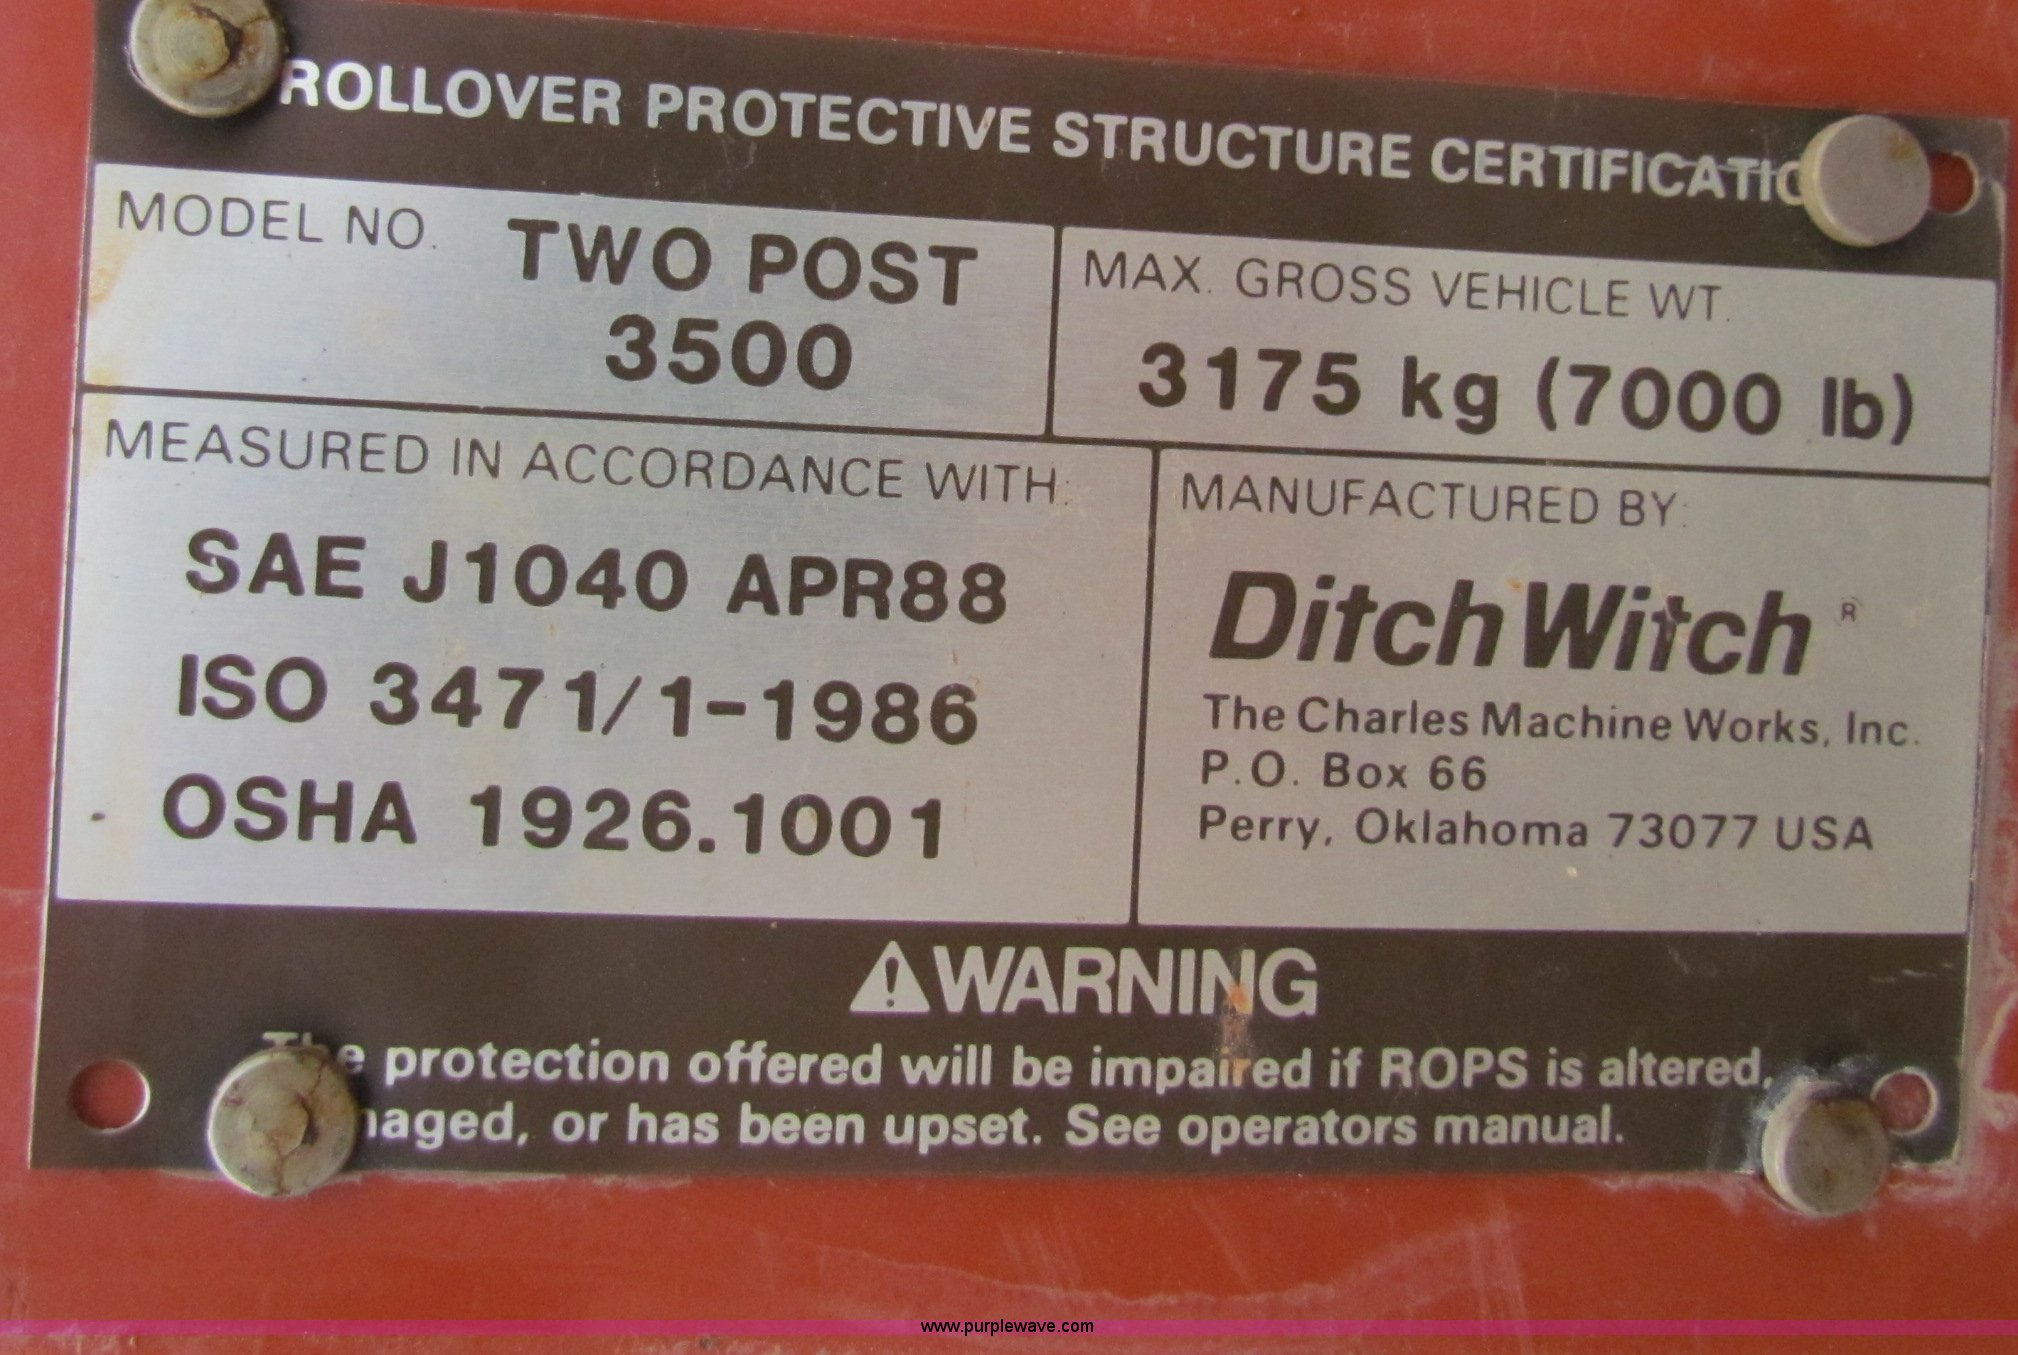 ROLLOVER PROTECTIVE STRUCTURE
MODEL NO. TWO POST
3500
MAX. GROSS VEHICLE WT.
3175 kg (7000 lb)
MEASURED IN ACCORDANCE WITH:
SAE J1040 APR88
ISO 3471/1-1986
OSHA 1926.1001
MANUFACTURED BY:
Ditch Witch ®
The Charles Machine Works, Inc.
P.O. Box 66
Perry, Oklahoma 73077 USA
⚠WARNING
protection offered will be impaired if ROPS is altered,
or has been upset. See operators manual.
www.purplewave.com